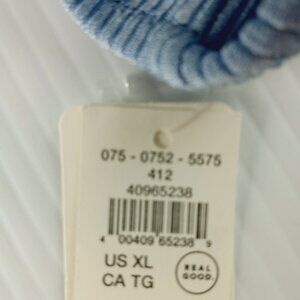 075 - 0752 - 5575
412
40965238
4 00409 65238 9
US XL
CA TG
REAL
GOOD.